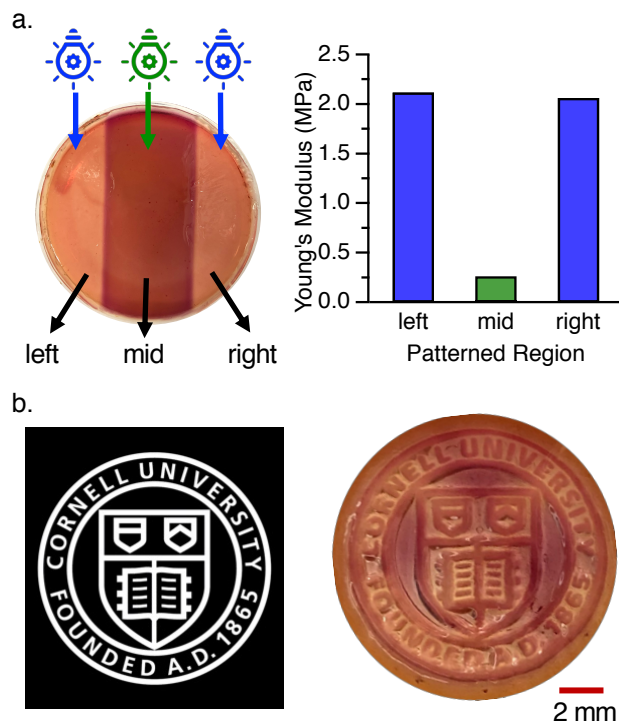 a.
Young's Modulus (MPa)
2.5
2.0
1.5
1.0
0.5
0.0
left
mid
right
Patterned Region
left
mid
right
b.
CORNELL UNIVERSITY
FOUNDED A.D. 1865
CORNELL UNIVERSITY
FOUNDED A.D. 1865
2 mm